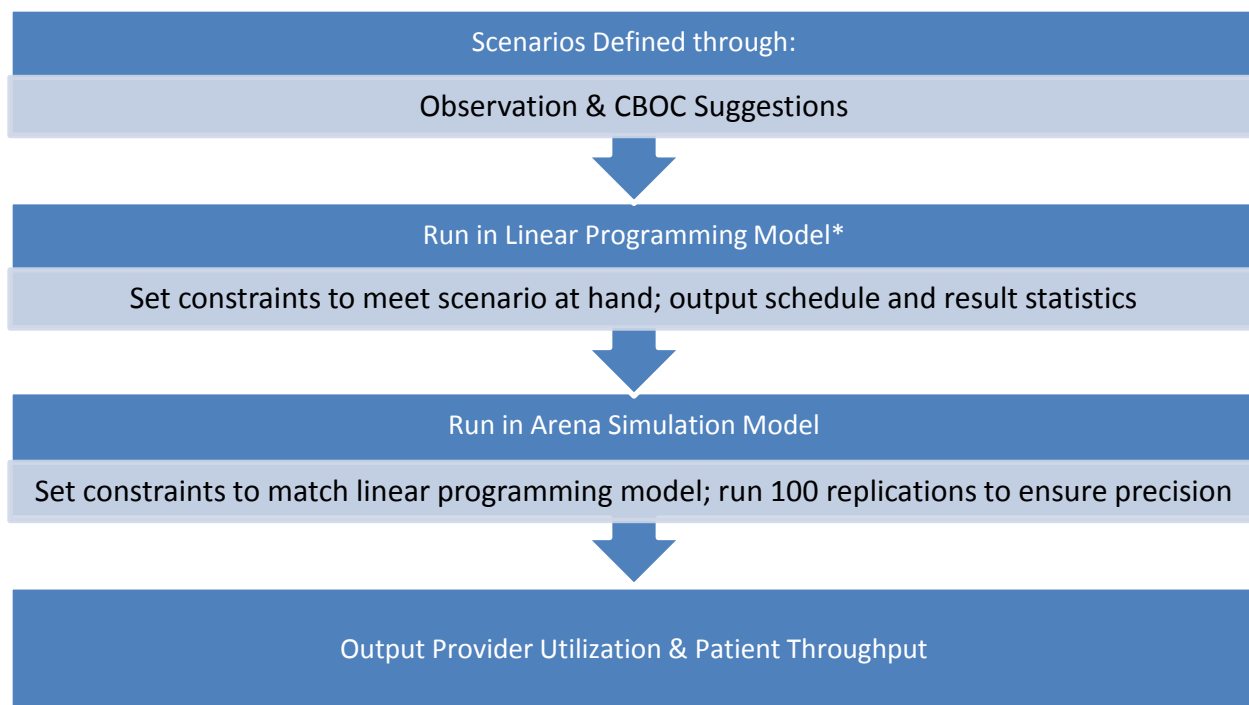 Scenarios Defined through:
Observation & CBOC Suggestions
Run in Linear Programming Model*
Set constraints to meet scenario at hand; output schedule and result statistics
Run in Arena Simulation Model
Set constraints to match linear programming model; run 100 replications to ensure precision
Output Provider Utilization & Patient Throughput